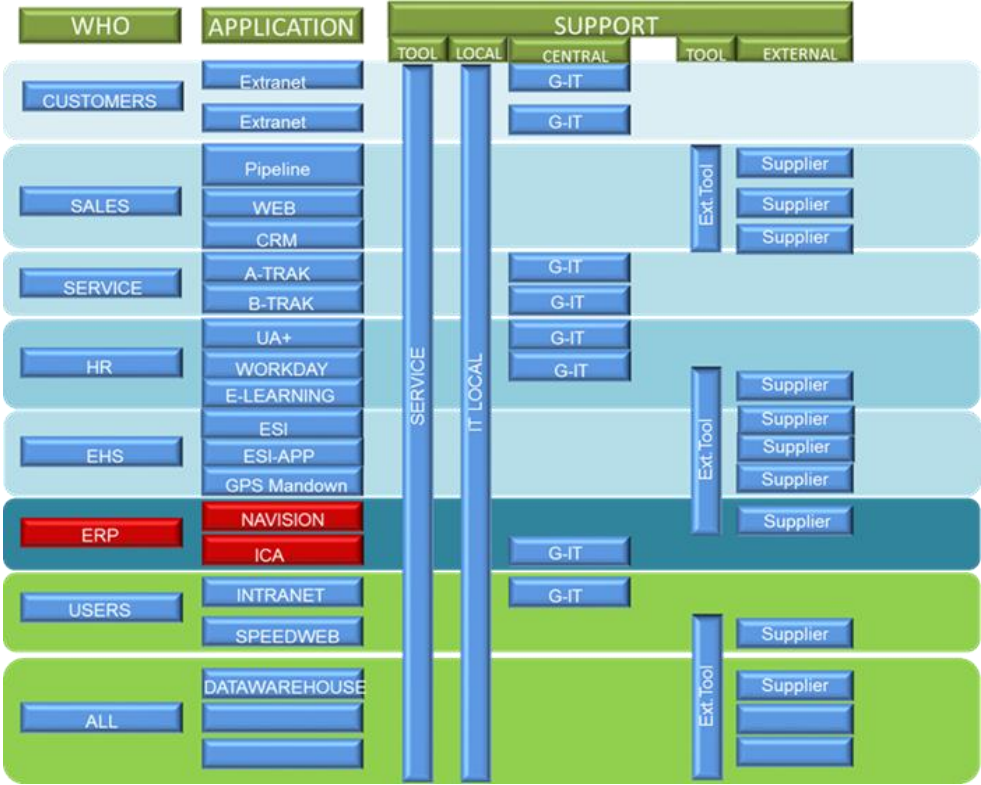 WHO APPLICATION SUPPORT
TOOL LOCAL CENTRAL TOOL EXTERNAL
CUSTOMERS
Extranet G-IT
Extranet G-IT
SALES
Pipeline Supplier
WEB Supplier
CRM Supplier
Ext.Tool
SERVICE
A-TRAK G-IT
B-TRAK G-IT
HR
UA+ G-IT
WORKDAY G-IT
E-LEARNING Supplier
SERVICE
IT LOCAL
EHS
ESI Supplier
ESI-APP Supplier
GPS Mandown Supplier
Ext.Tool
ERP
NAVISION Supplier
ICA G-IT
USERS
INTRANET G-IT
SPEEDWEB Supplier
ALL
DATAWAREHOUSE Supplier
Ext.Tool